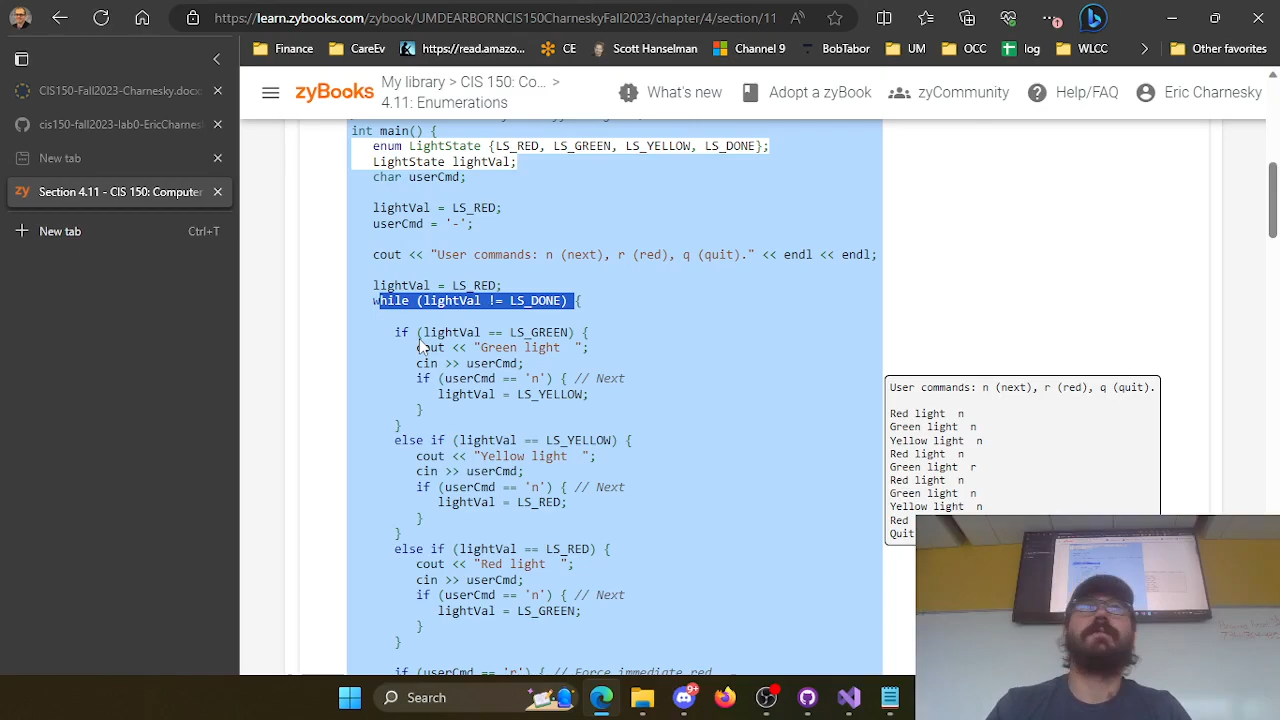 https://learn.zybooks.com/zybook/UMDERBORNCIS150CharneskyFall2023/chapter/4/section/11
Finance
CareEv
https://read.amazo...
CE
Scott Hanselman
Channel 9
BobTabor
UM
OCC
log
WLCC
Other favorites
CIS150-Fall2023-Charnesky.docx
cis150-fall2023-lab0-EricCharnes
New tab
Section 4.11 - CIS 150: Computer
New tab
Ctrl+T
zyBooks
My library > CIS 150: Co... >
4.11: Enumerations
What's new
Adopt a zyBook
zyCommunity
Help/FAQ
Eric Charnesky
int main() {
enum LightState {LS_RED, LS_GREEN, LS_YELLOW, LS_DONE};
LightState lightVal;
char userCmd;
lightVal = LS_RED;
userCmd = '-';
cout << "User commands: n (next), r (red), q (quit)." << endl << endl;
lightVal = LS_RED;
while (lightVal != LS_DONE) {
if (lightVal == LS_GREEN) {
cout << "Green light  ";
cin >> userCmd;
if (userCmd == 'n') { // Next
lightVal = LS_YELLOW;
}
}
else if (lightVal == LS_YELLOW) {
cout << "Yellow light  ";
cin >> userCmd;
if (userCmd == 'n') { // Next
lightVal = LS_RED;
}
}
else if (lightVal == LS_RED) {
cout << "Red light  ";
cin >> userCmd;
if (userCmd == 'n') { // Next
lightVal = LS_GREEN;
}
}
if (userCmd == 'r') { // Force immediate red
User commands: n (next), r (red), q (quit).
Red light  n
Green light  n
Yellow light  n
Red light  n
Green light  r
Red light  n
Green light  n
Yellow light  n
Red
Quit
Search